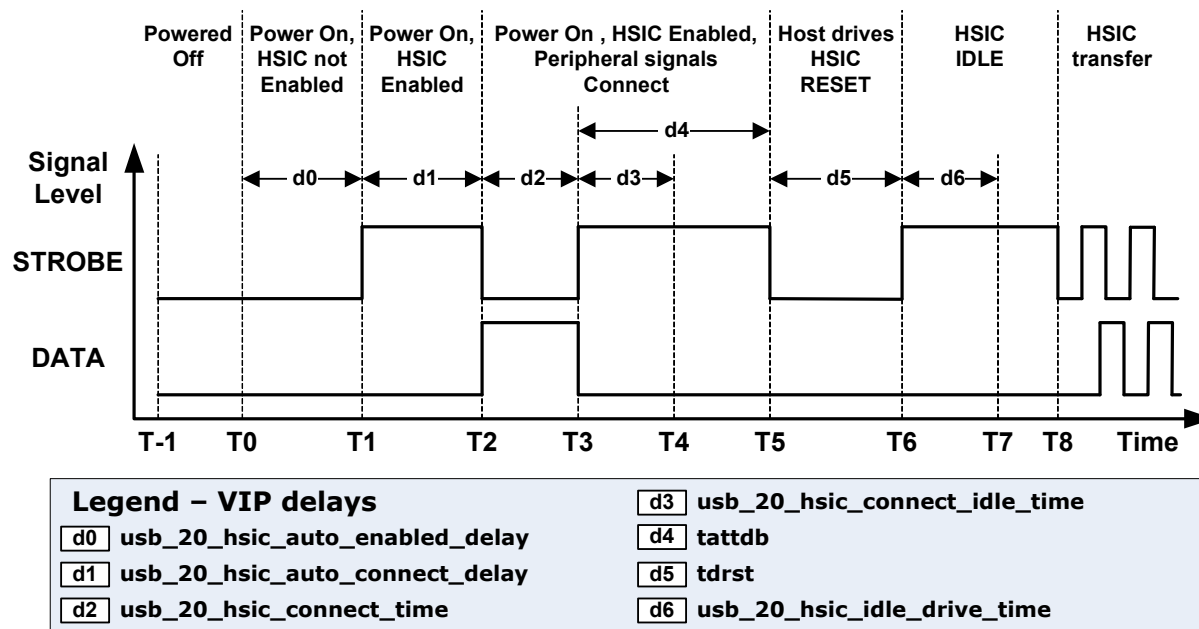 Powered
Off
Power On,
HSIC not
Enabled
Power On,
HSIC
Enabled
Power On , HSIC Enabled,
Peripheral signals
Connect
Host drives
HSIC
RESET
HSIC
IDLE
HSIC
transfer
d4
Signal
Level
d0 d1 d2 d3 d5 d6
STROBE
DATA
T-1 T0 T1 T2 T3 T4 T5 T6 T7 T8 Time
Legend – VIP delays
d0 usb_20_hsic_auto_enabled_delay
d1 usb_20_hsic_auto_connect_delay
d2 usb_20_hsic_connect_time
d3 usb_20_hsic_connect_idle_time
d4 tattdb
d5 tdrst
d6 usb_20_hsic_idle_drive_time